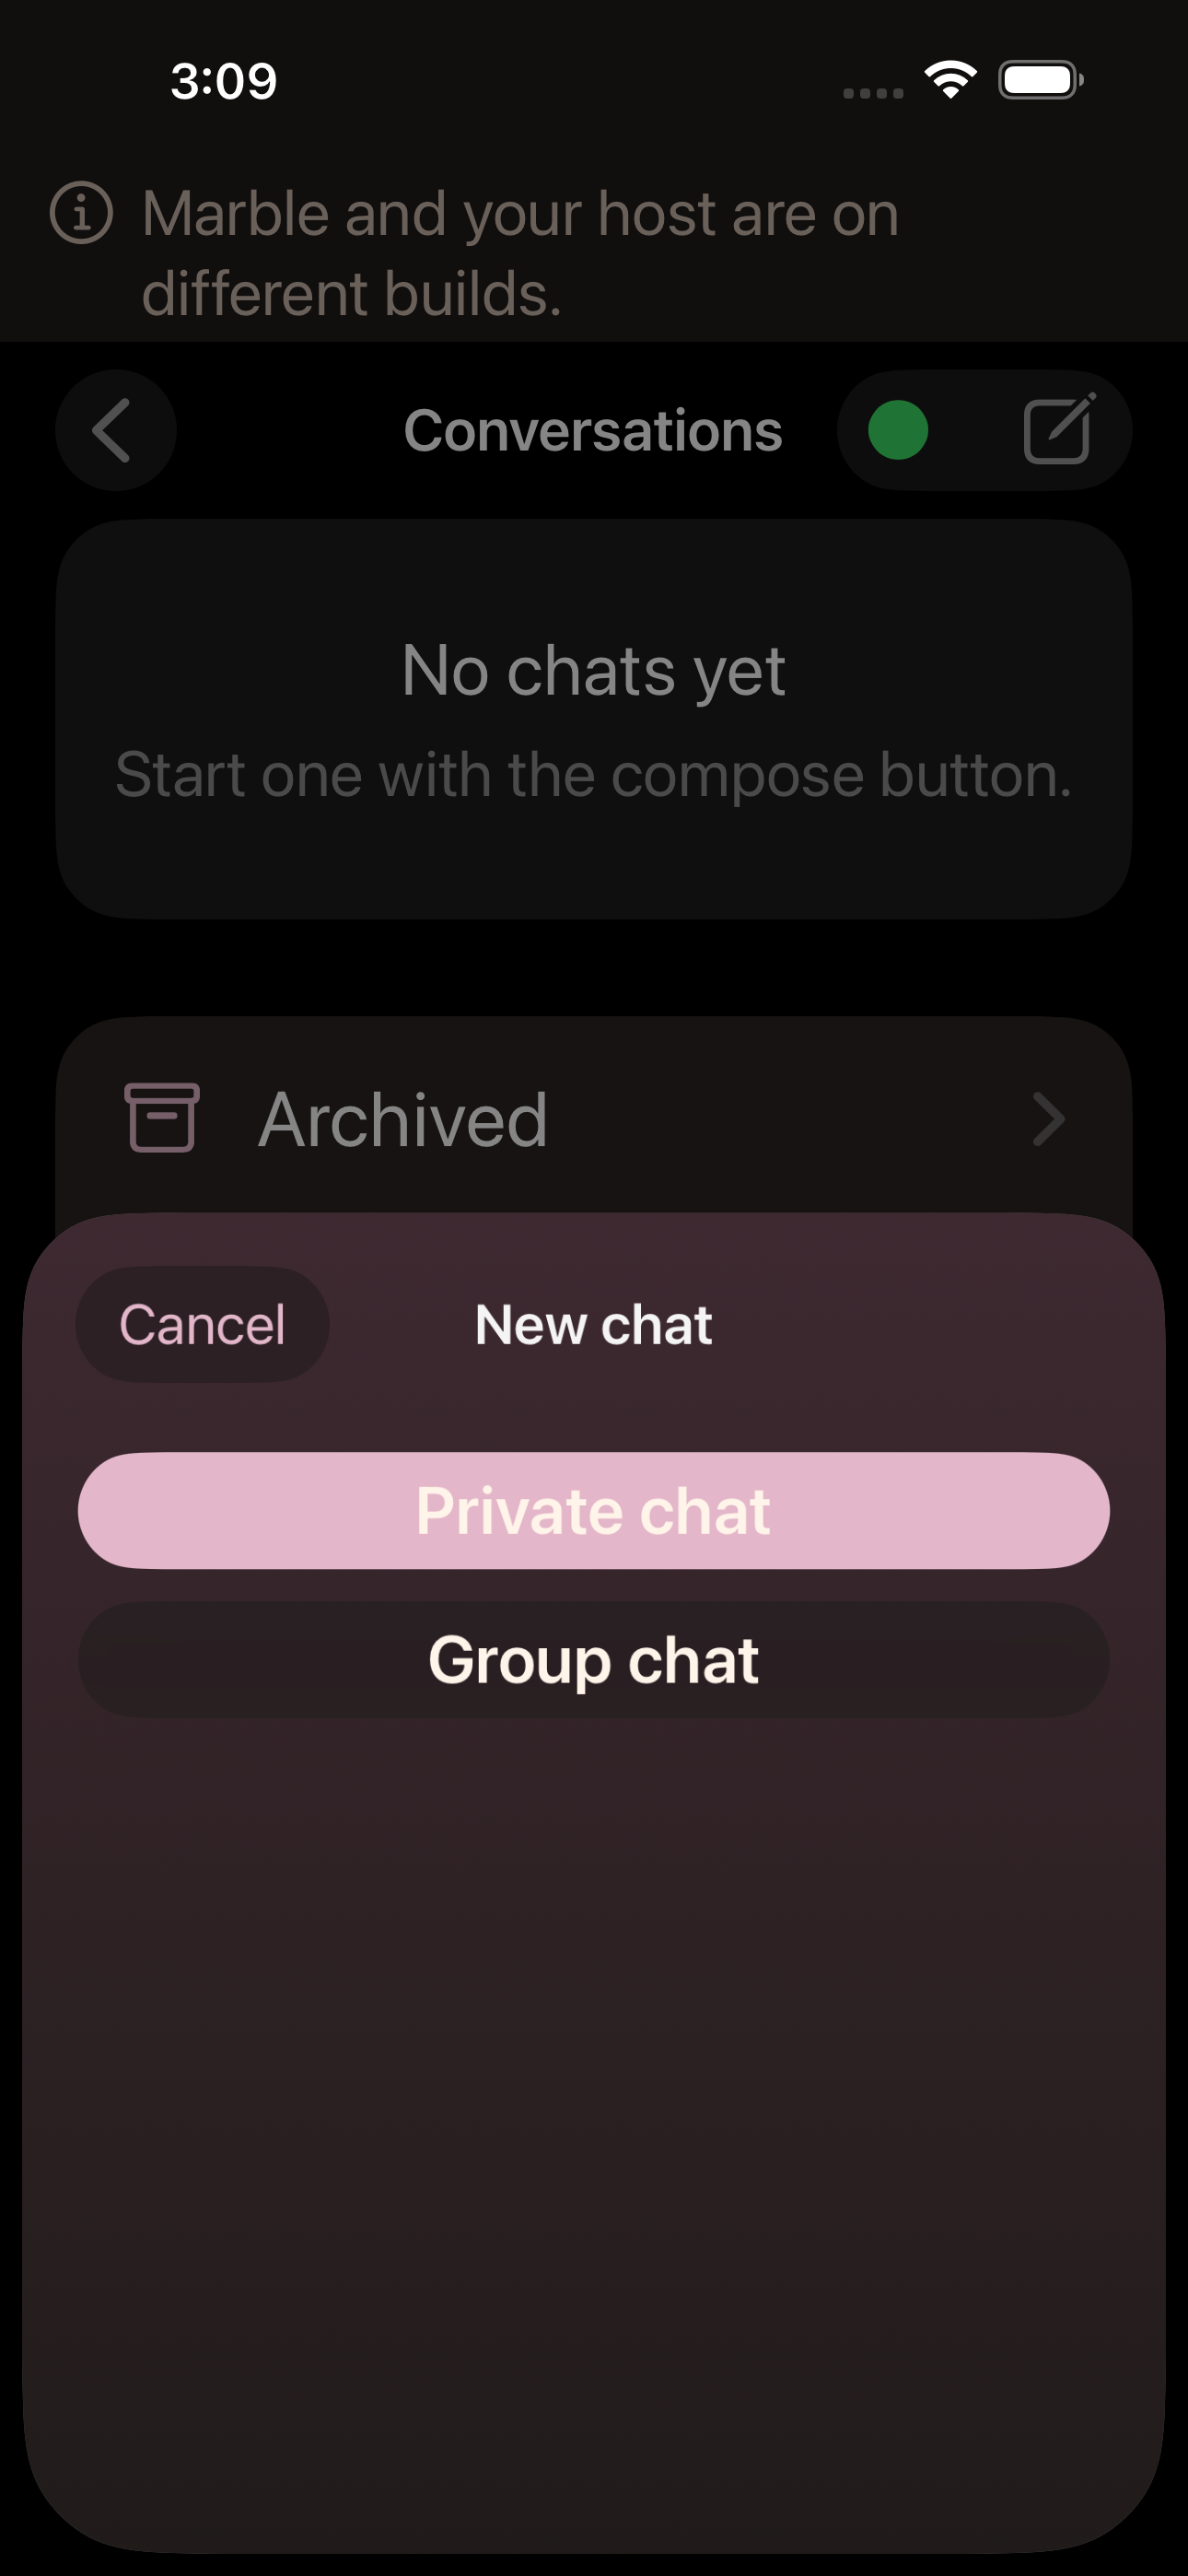 3:09
Marble and your host are on
different builds.
Conversations
No chats yet
Start one with the compose button.
Archived
Cancel
New chat
Private chat
Group chat